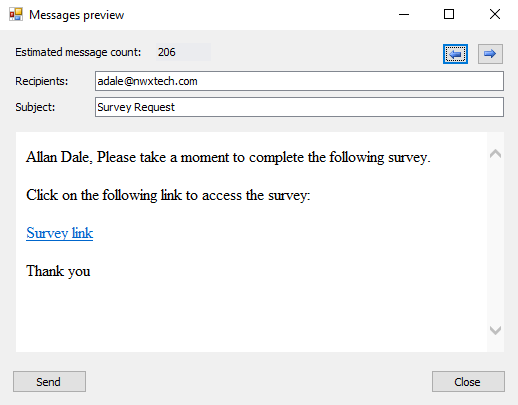 Messages preview
Estimated message count: 206
Recipients: adale@nwxtech.com
Subject: Survey Request
Allan Dale, Please take a moment to complete the following survey.
Click on the following link to access the survey:
Survey link
Thank you
Send Close